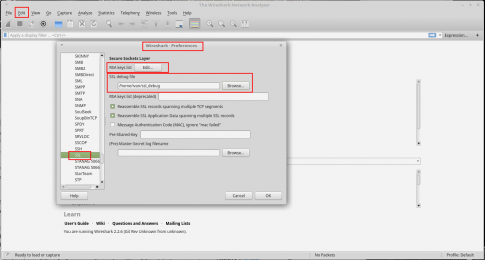 The Wireshark Network Analyzer
File Edit View Go Capture Analyze Statistics Telephony Wireless Tools Help
Apply a display filter ... <Ctrl-/>
Expression...
Wireshark · Preferences
SKINNY
SMB
SMB2
SMBDirect
SML
SMPP
SMTP
SNA
SNMP
SoulSeek
SoupBinTCP
SPDY
SPRT
SRVLOC
SSCOP
SSH
SSL
STANAG 5066
STANAG 5066
StarTeam
STP
Secure Sockets Layer
RSA keys list Edit...
SSL debug file
Browse...
RSA keys list (deprecated)
Reassemble SSL records spanning multiple TCP segments
Reassemble SSL Application Data spanning multiple SSL records
Message Authentication Code (MAC), ignore "mac failed"
Pre-Shared-Key
(Pre)-Master-Secret log filename
Browse...
Help
Cancel
OK
Learn
User's Guide · Wiki · Questions and Answers · Mailing Lists
You are running Wireshark 2.2.6 (Git Rev Unknown from unknown).
Ready to load or capture
No Packets
Profile: Default